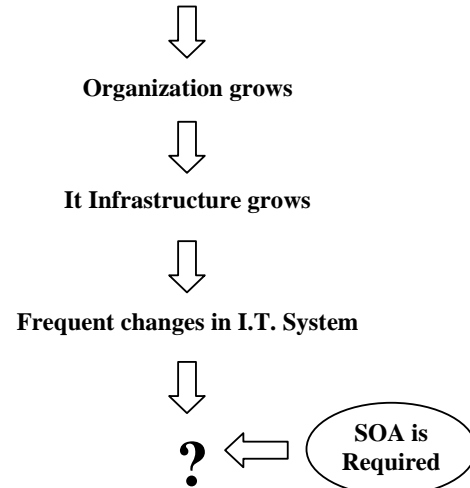 Organization grows
It Infrastructure grows
Frequent changes in I.T. System
?
SOA is
Required